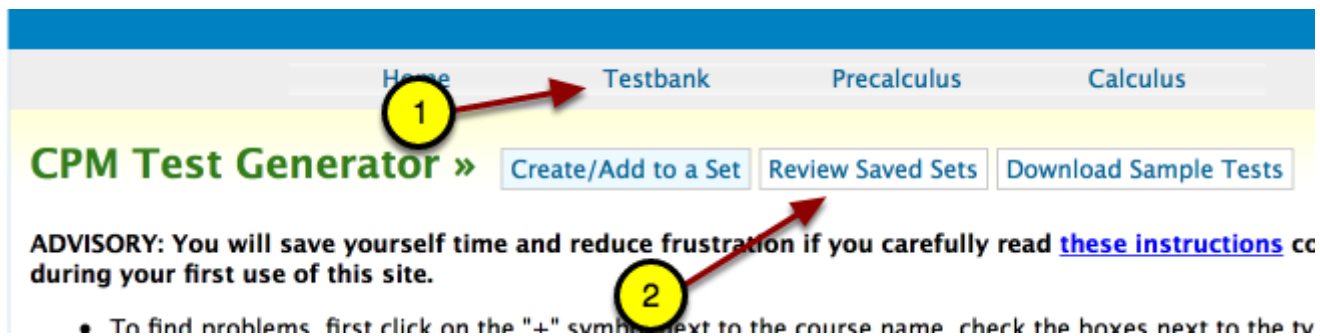 Home Testbank Precalculus Calculus
1
CPM Test Generator » Create/Add to a Set Review Saved Sets Download Sample Tests
ADVISORY: You will save yourself time and reduce frustration if you carefully read these instructions co
during your first use of this site.
2
• To find problems, first click on the "+" symbol next to the course name, check the boxes next to the ty